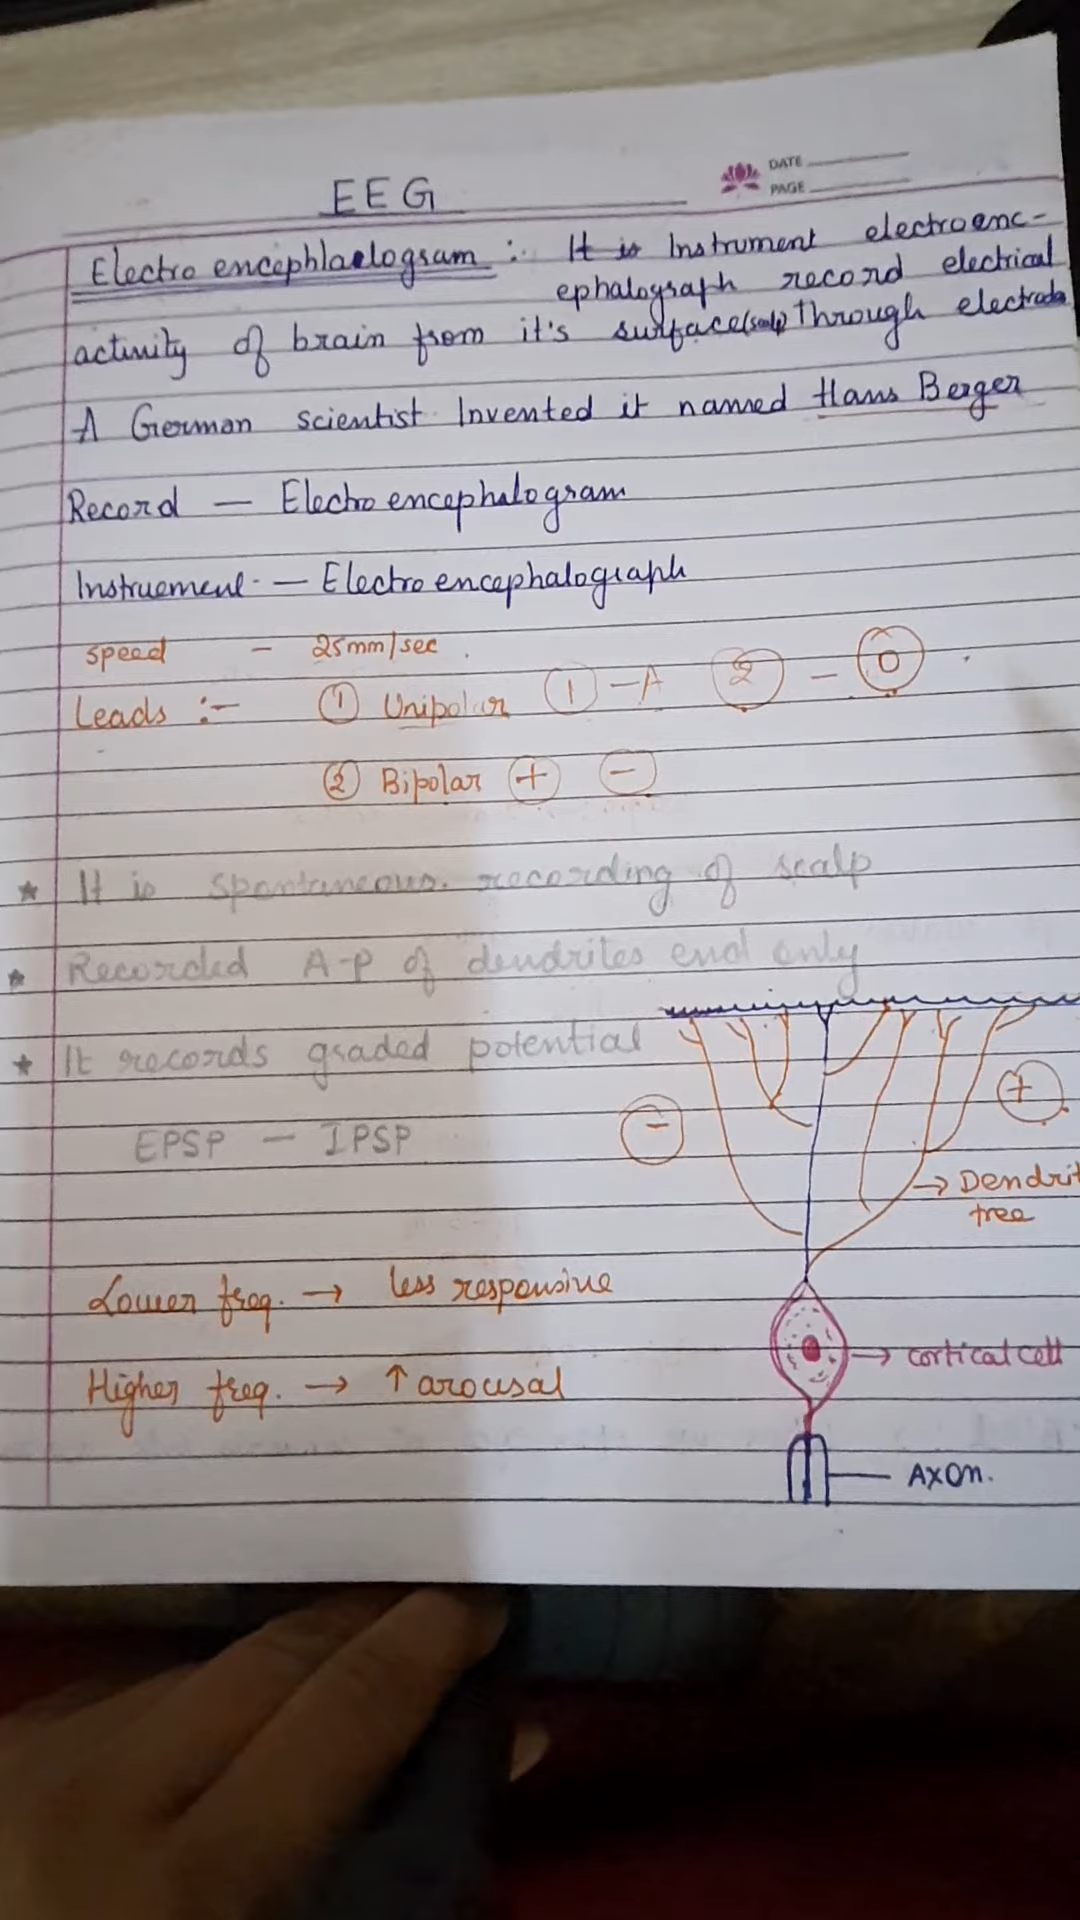 DATE
PAGE
EEG
Electro encephlaelogram :- It is Instrument electroenc-
ephalograph record electrical
activity of brain from it's surface(scalp) through electrode
A German scientist Invented it named Hans Berger
Record — Electro encephalogram
Instruement - — Electro encephalograph
speed — 25mm/sec.
Leads :- ① Unipolar ① - A ② - 0
② Bipolar + -
★ It is spontaneous recording of scalp
★ Recorded A-P of dendrites end only
★ It records graded potential
EPSP — IPSP
- +
→ Dendrit
tree
Lower freq. → less responsive
→ cortical cell
Higher freq. → ↑ arousal
AXON.